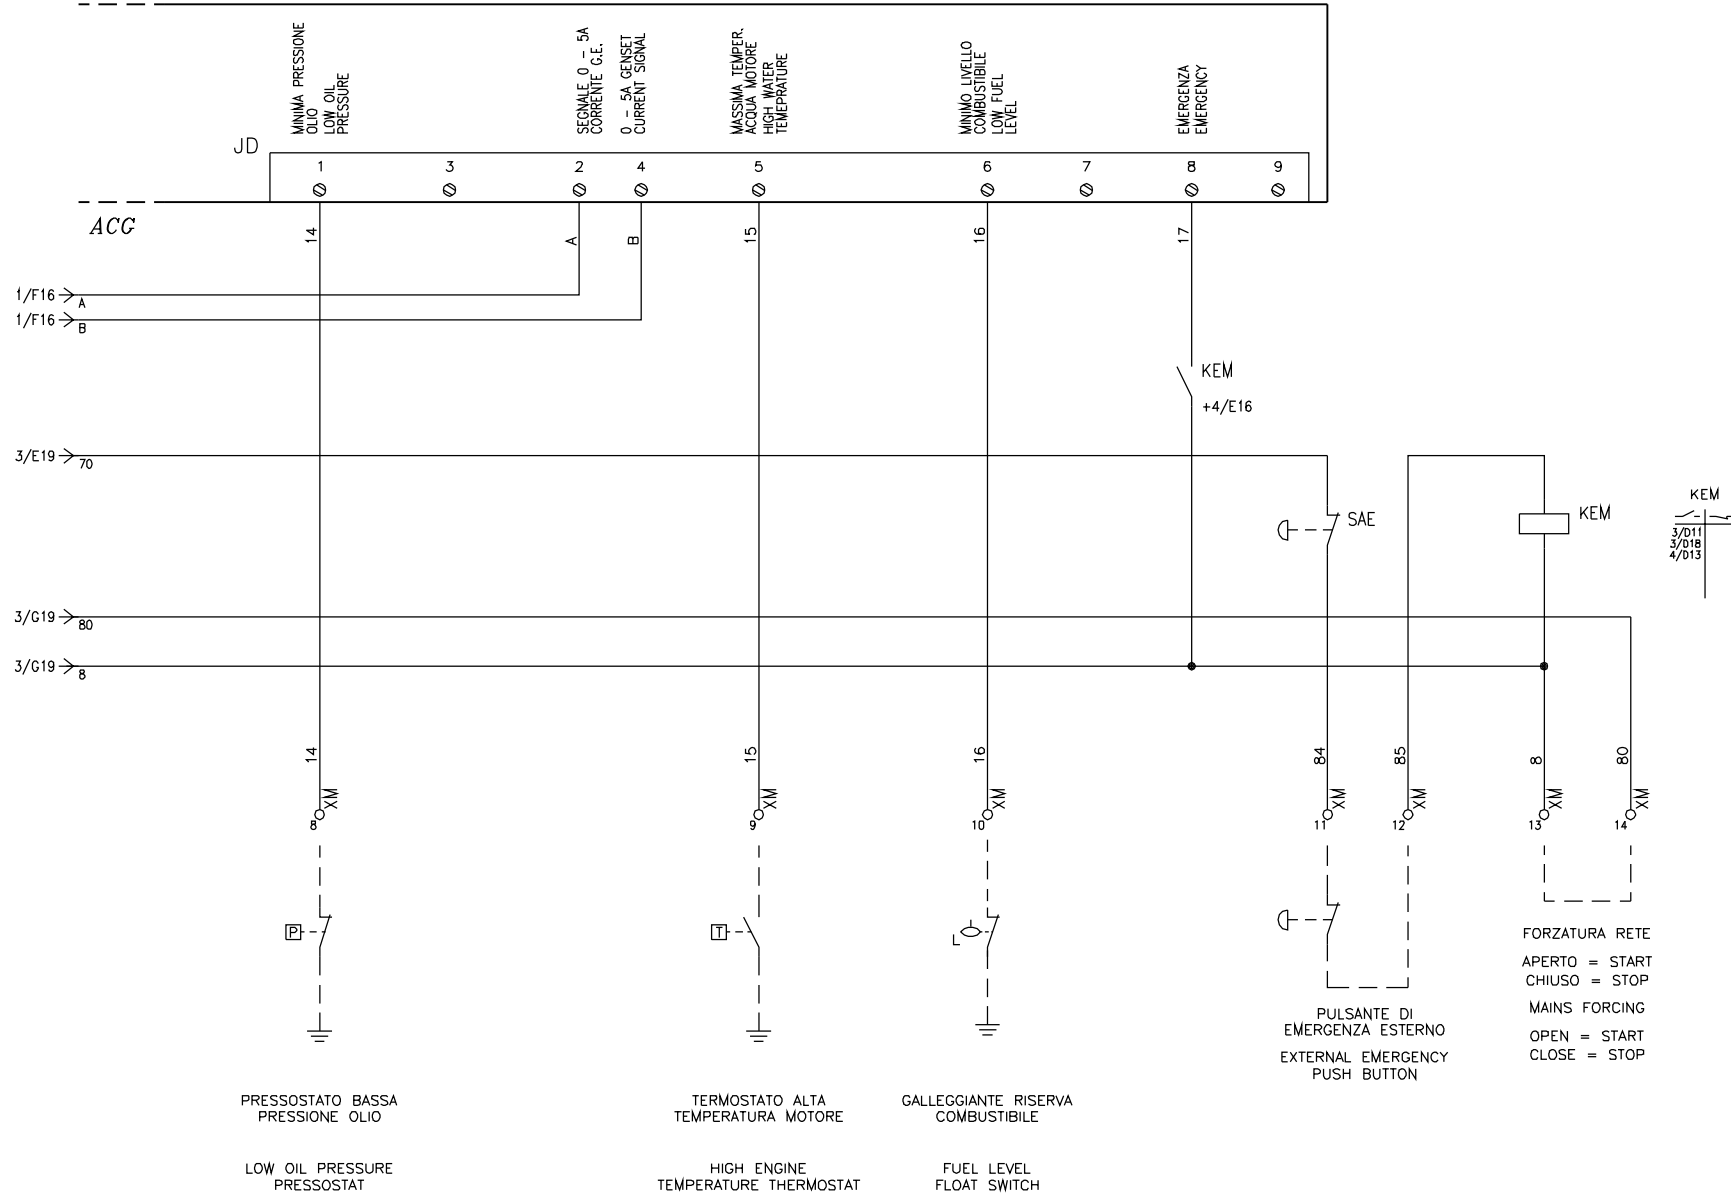 MINIMA PRESSIONE
OLIO
LOW OIL
PRESSURE
SEGNALE 0 - 5A
CORRENTE G.E.
0 - 5A GENSET
CURRENT SIGNAL
MASSIMA TEMPER.
ACQUA MOTORE
HIGH WATER
TEMEPRATURE
MINIMO LIVELLO
COMBUSTIBILE
LOW FUEL
LEVEL
EMERGENZA
EMERGENCY
JD
1 3 2 4 5 6 7 8 9
ACG
14 A B 15 16 17
1/F16 A
1/F16 B
KEM
+4/E16
3/E19 70
SAE
KEM
KEM
3/D11
3/D18
4/D13
3/G19 80
3/G19 8
14 15 16 84 85 8 80
XM XM XM XM XM XM XM
8 9 10 11 12 13 14
P T L
FORZATURA RETE
APERTO = START
CHIUSO = STOP
MAINS FORCING
OPEN = START
CLOSE = STOP
PULSANTE DI
EMERGENZA ESTERNO
EXTERNAL EMERGENCY
PUSH BUTTON
PRESSOSTATO BASSA
PRESSIONE OLIO
LOW OIL PRESSURE
PRESSOSTAT
TERMOSTATO ALTA
TEMPERATURA MOTORE
HIGH ENGINE
TEMPERATURE THERMOSTAT
GALLEGGIANTE RISERVA
COMBUSTIBILE
FUEL LEVEL
FLOAT SWITCH